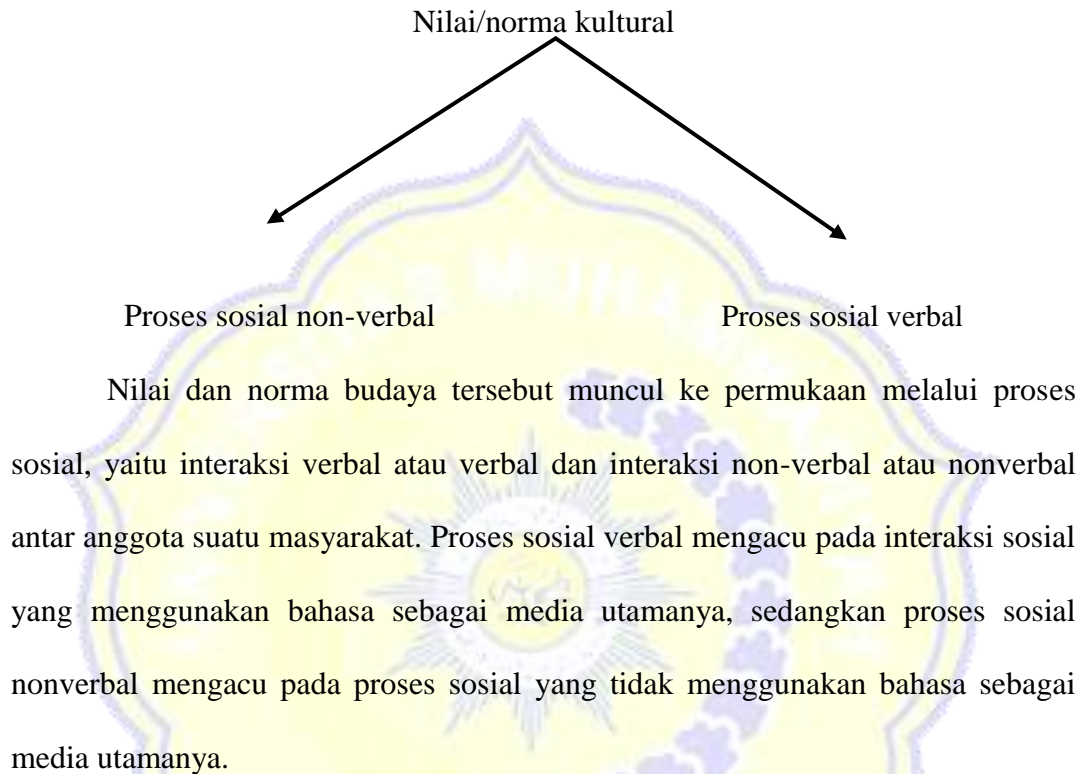 Nilai/norma kultural
Proses sosial non-verbal Proses sosial verbal
Nilai dan norma budaya tersebut muncul ke permukaan melalui proses
sosial, yaitu interaksi verbal atau verbal dan interaksi non-verbal atau nonverbal
antar anggota suatu masyarakat. Proses sosial verbal mengacu pada interaksi sosial
yang menggunakan bahasa sebagai media utamanya, sedangkan proses sosial
nonverbal mengacu pada proses sosial yang tidak menggunakan bahasa sebagai
media utamanya.